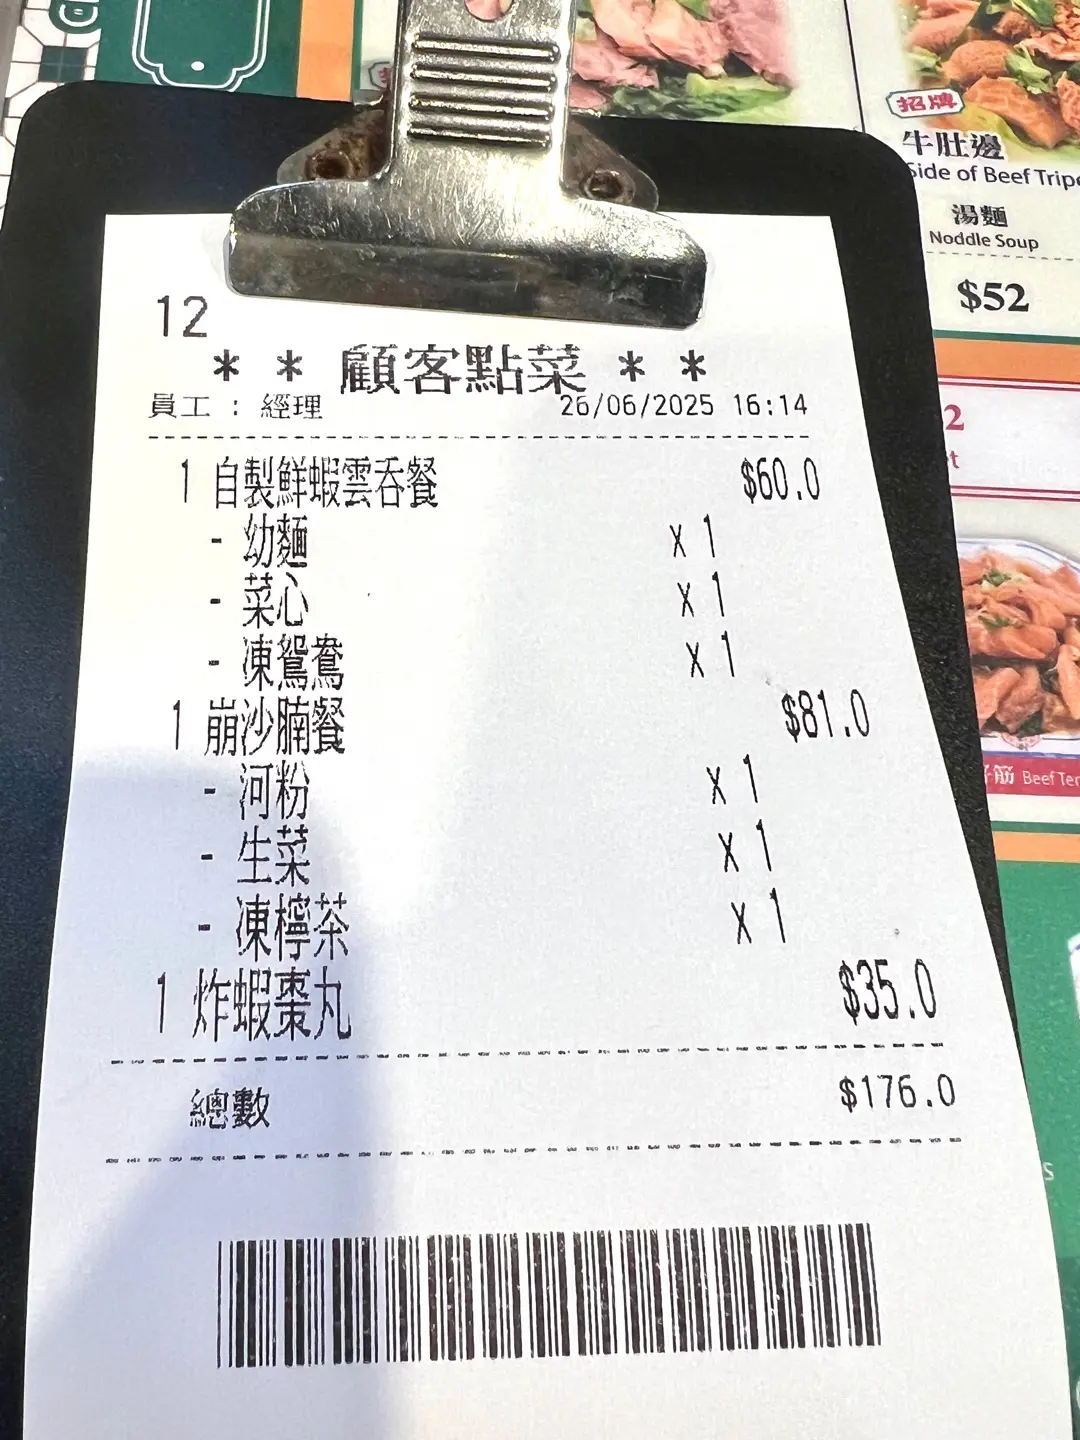 12
* * 顧客點菜 * *
員工 : 經理 26/06/2025 16:14
1 自製鮮蝦雲吞餐 $60.0
- 幼麵 x 1
- 菜心 x 1
- 凍鴛鴦 x 1
1 崩沙腩餐 $81.0
- 河粉 x 1
- 生菜 x 1
- 凍檸茶 x 1
1 炸蝦棗丸 $35.0
總數 $176.0
招牌
牛肚邊
Side of Beef Tripe
湯麵
Noddle Soup
$52
2
筋 Beef Ten